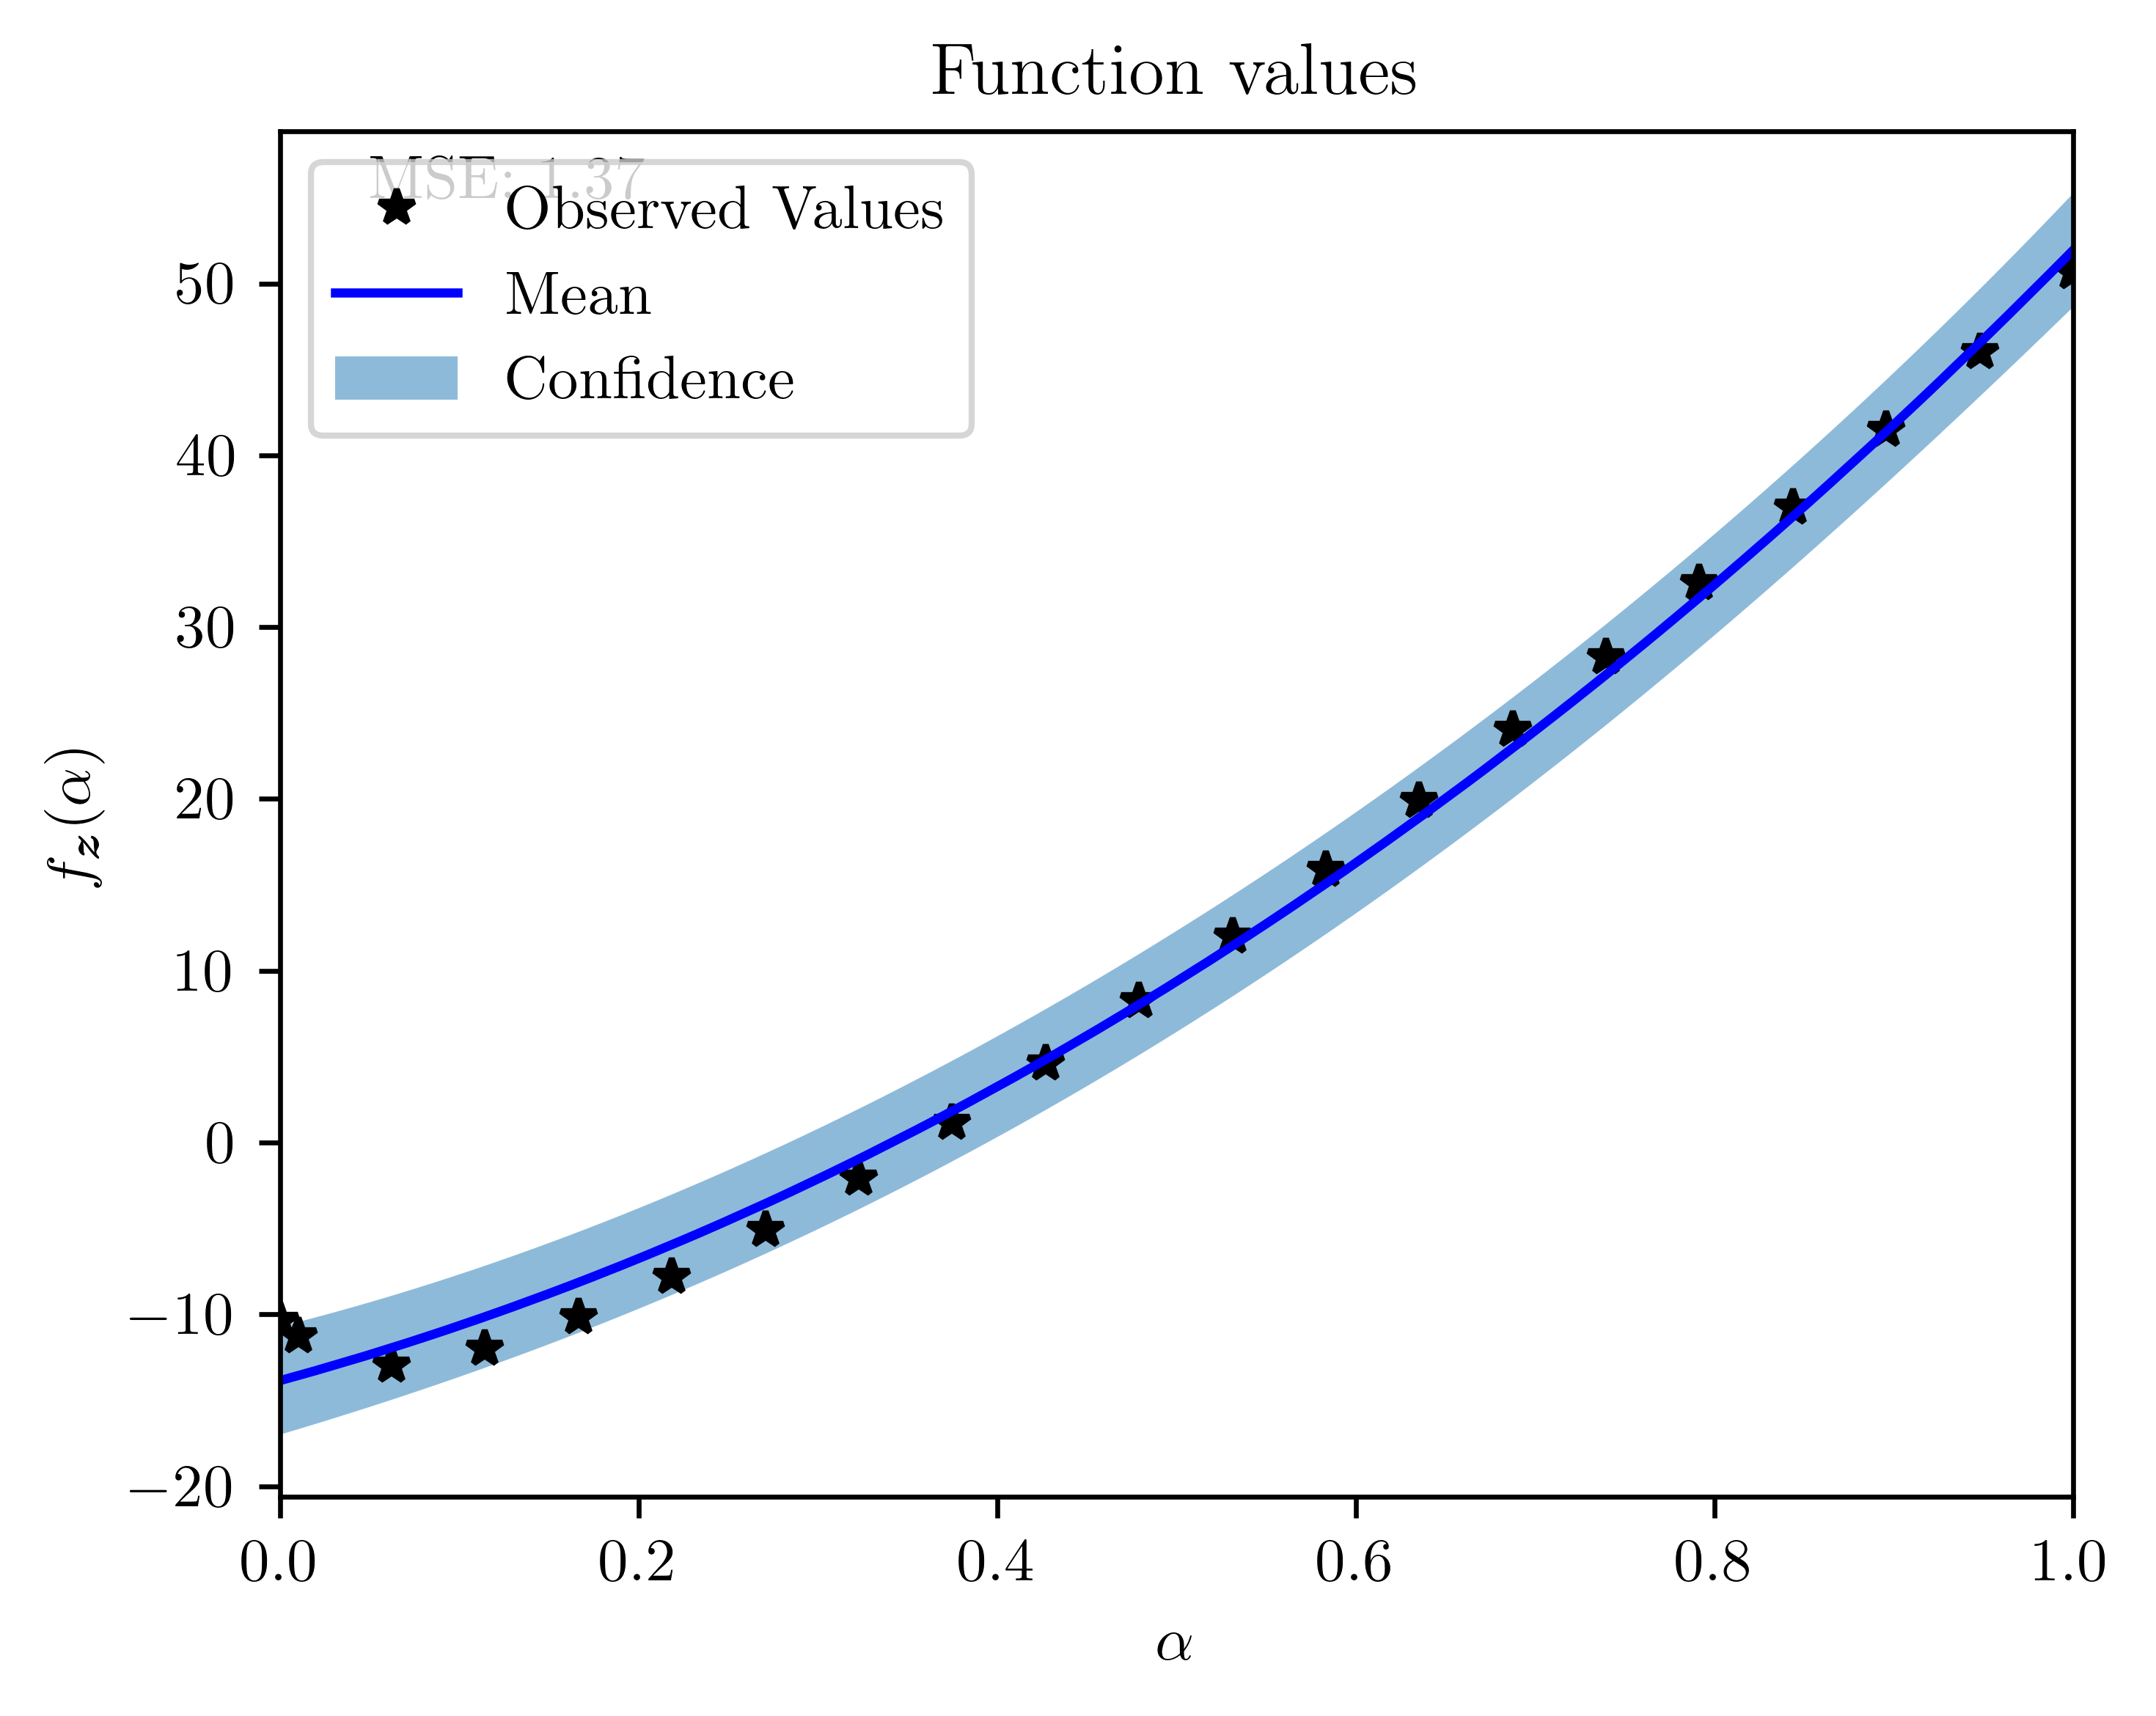 Function values
MSE: 1.37
Observed Values
Mean
Confidence
50
40
30
20
10
0
−10
−20
f_z(α)
0.0 0.2 0.4 0.6 0.8 1.0
α